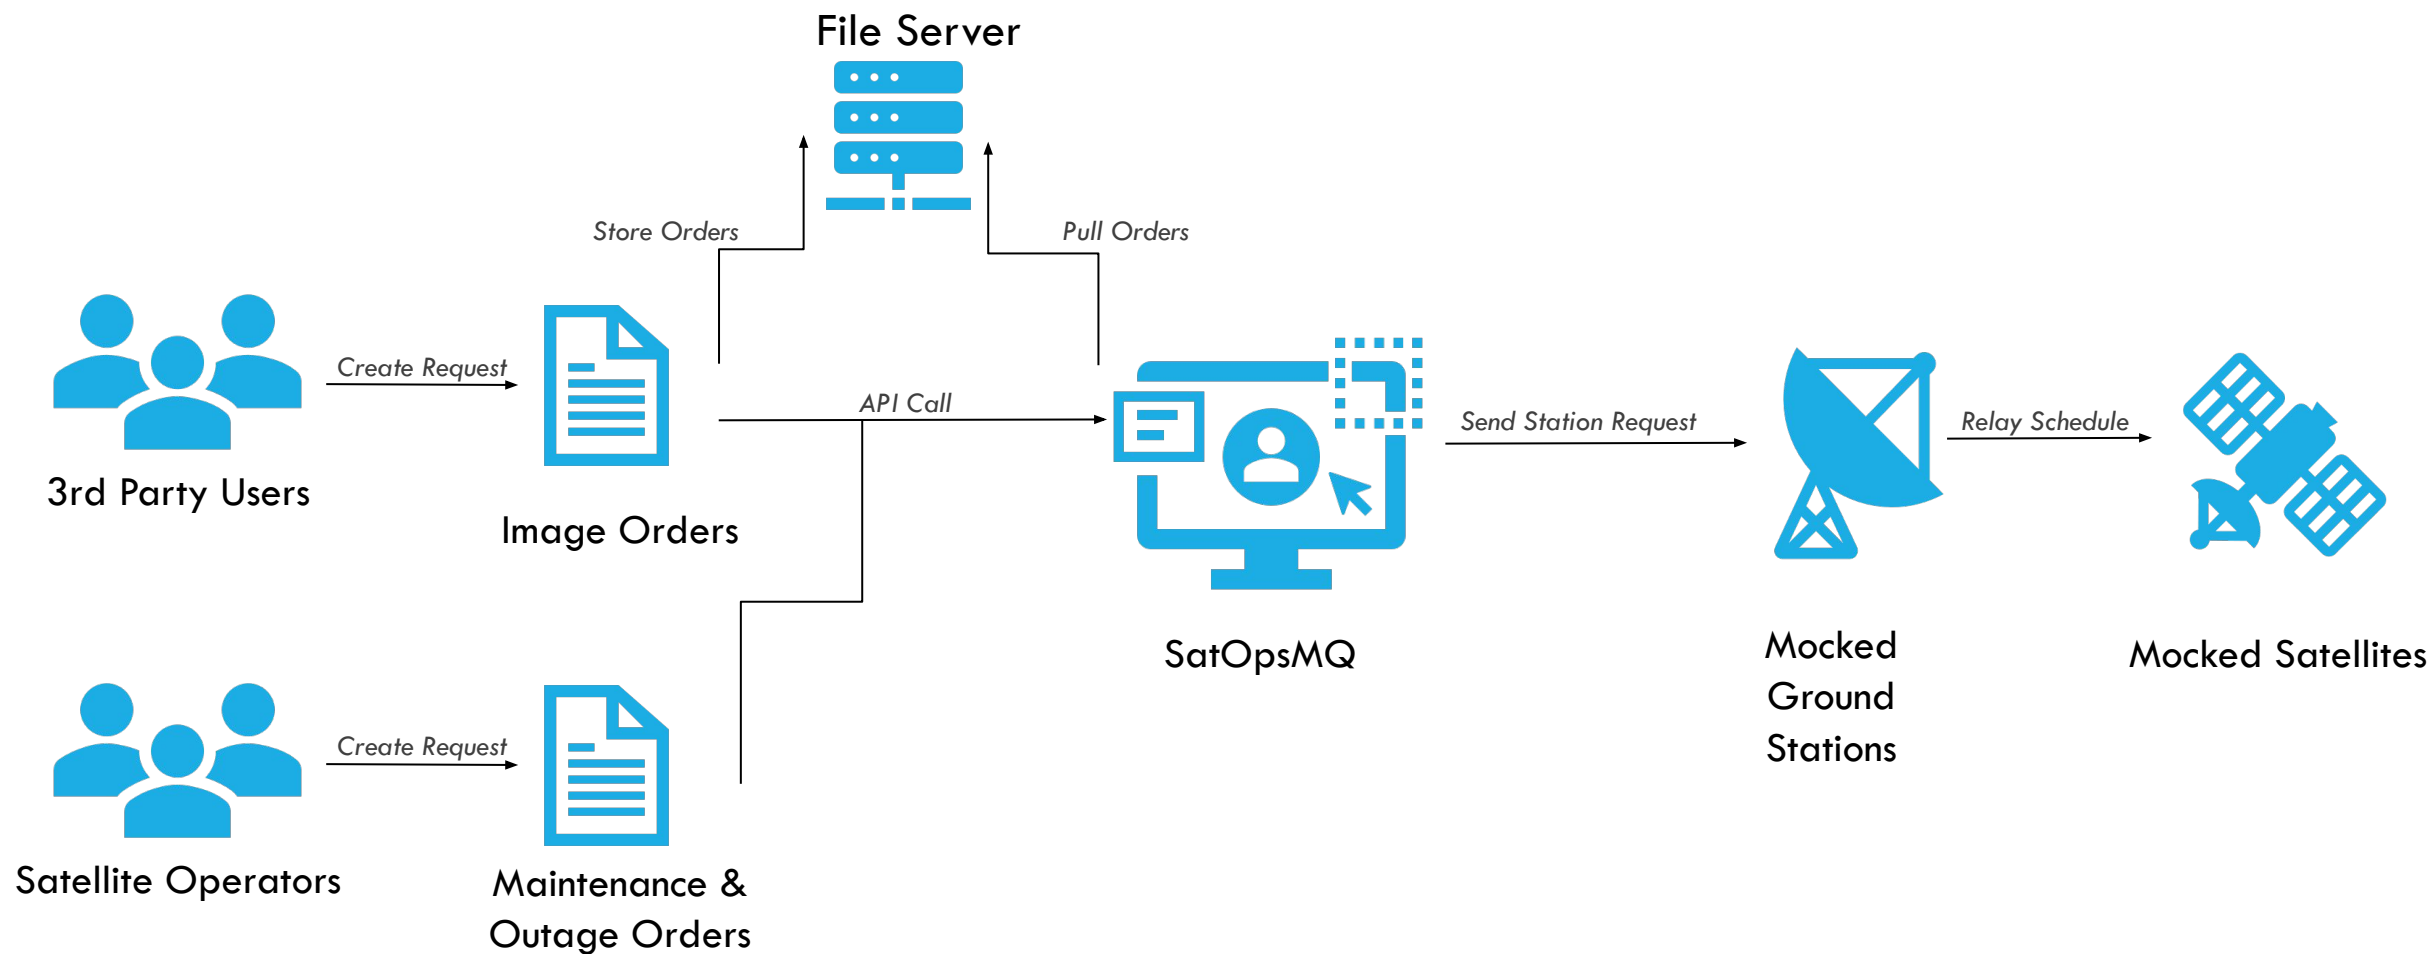 File Server
Store Orders
Pull Orders
Create Request
API Call
Send Station Request
Relay Schedule
3rd Party Users
Image Orders
SatOpsMQ
Mocked
Ground
Stations
Mocked Satellites
Create Request
Satellite Operators
Maintenance &
Outage Orders